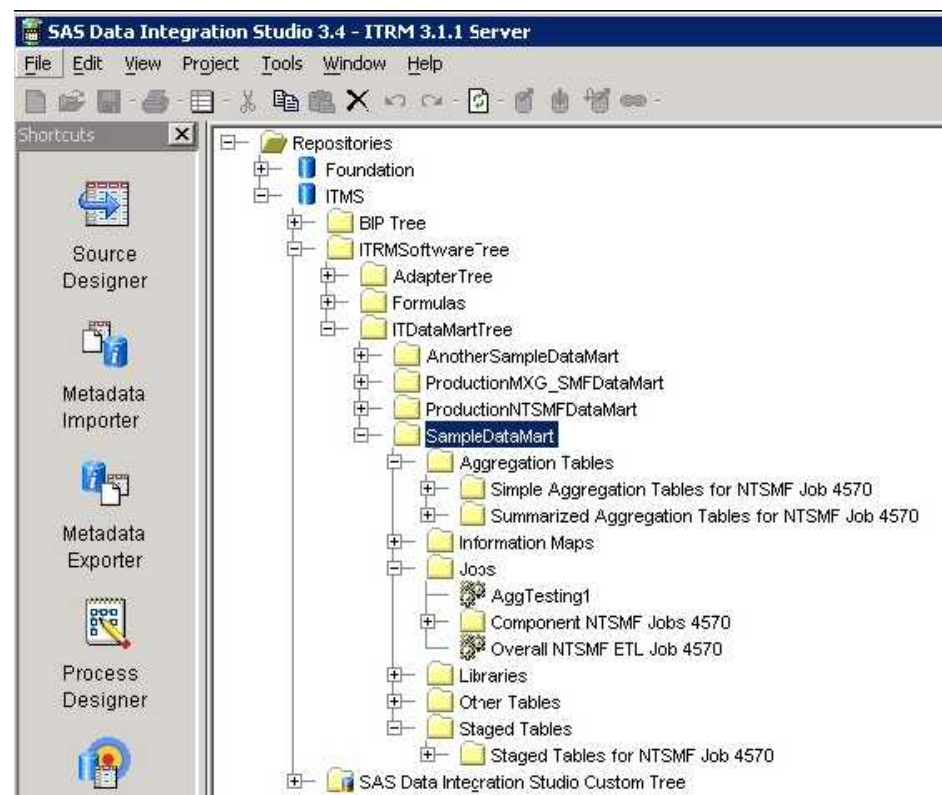 SAS Data Integration Studio 3.4 - ITRM 3.1.1 Server
File Edit View Project Tools Window Help
Shortcuts
Source
Designer
Metadata
Importer
Metadata
Exporter
Process
Designer
Repositories
Foundation
ITMS
BIP Tree
ITRMSoftwareTree
AdapterTree
Formulas
ITDataMartTree
AnotherSampleDataMart
ProductionMXG_SMFDataMart
ProductionNTSMFDataMart
SampleDataMart
Aggregation Tables
Simple Aggregation Tables for NTSMF Job 4570
Summarized Aggregation Tables for NTSMF Job 4570
Information Maps
Jobs
AggTesting1
Component NTSMF Jobs 4570
Overall NTSMF ETL Job 4570
Libraries
Other Tables
Staged Tables
Staged Tables for NTSMF Job 4570
SAS Data Integration Studio Custom Tree